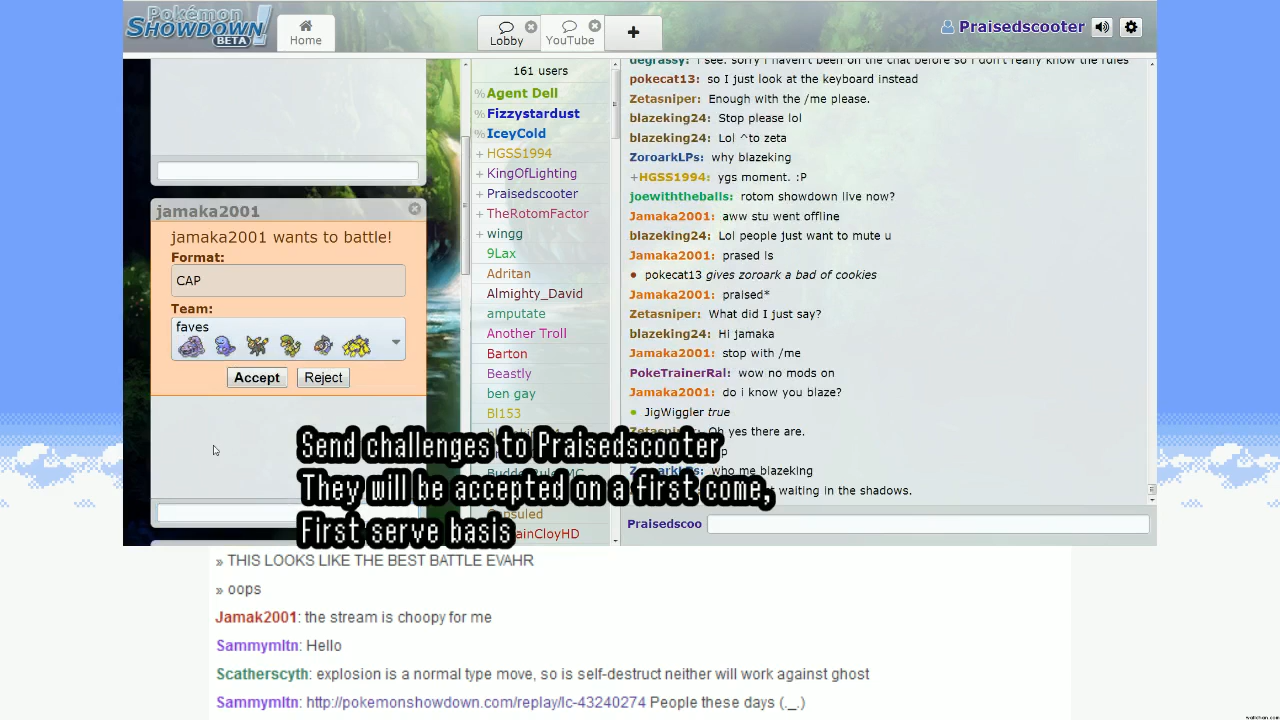 Pokémon
SHOWDOWN!
BETA
Home
Lobby
YouTube
+
Praisedscooter
jamaka2001
jamaka2001 wants to battle!
Format:
CAP
Team:
faves
Accept
Reject
161 users
%Agent Dell
%Fizzystardust
%IceyCold
+HGSS1994
+KingOfLighting
+Praisedscooter
+TheRotomFactor
+wingg
9Lax
Adritan
Almighty_David
amputate
Another Troll
Barton
Beastly
ben gay
Bl153
degrassy: i see. sorry i haven't been on the chat before so i don't really know the rules
pokecat13: so I just look at the keyboard instead
Zetasniper: Enough with the /me please.
blazeking24: Stop please lol
blazeking24: Lol ^to zeta
ZoroarkLPs: why blazeking
+HGSS1994: ygs moment. :P
joewiththeballs: rotom showdown live now?
Jamaka2001: aww stu went offline
blazeking24: Lol people just want to mute u
Jamaka2001: prased is
• pokecat13 gives zoroark a bad of cookies
Jamaka2001: praised*
Zetasniper: What did I just say?
blazeking24: Hi jamaka
Jamaka2001: stop with /me
PokeTrainerRal: wow no mods on
Jamaka2001: do i know you blaze?
• JigWiggler true
Zetasniper: Oh yes there are.
ZoroarkLPs: who me blazeking
waiting in the shadows.
Praisedscoo
Send challenges to Praisedscooter
They will be accepted on a first come,
First serve basis
Capsuled
ainCloyHD
» THIS LOOKS LIKE THE BEST BATTLE EVAHR
» oops
Jamak2001: the stream is choopy for me
Sammymltn: Hello
Scatherscyth: explosion is a normal type move, so is self-destruct neither will work against ghost
Sammymltn: http://pokemonshowdown.com/replay/lc-43240274 People these days (._.)
wallchan.com